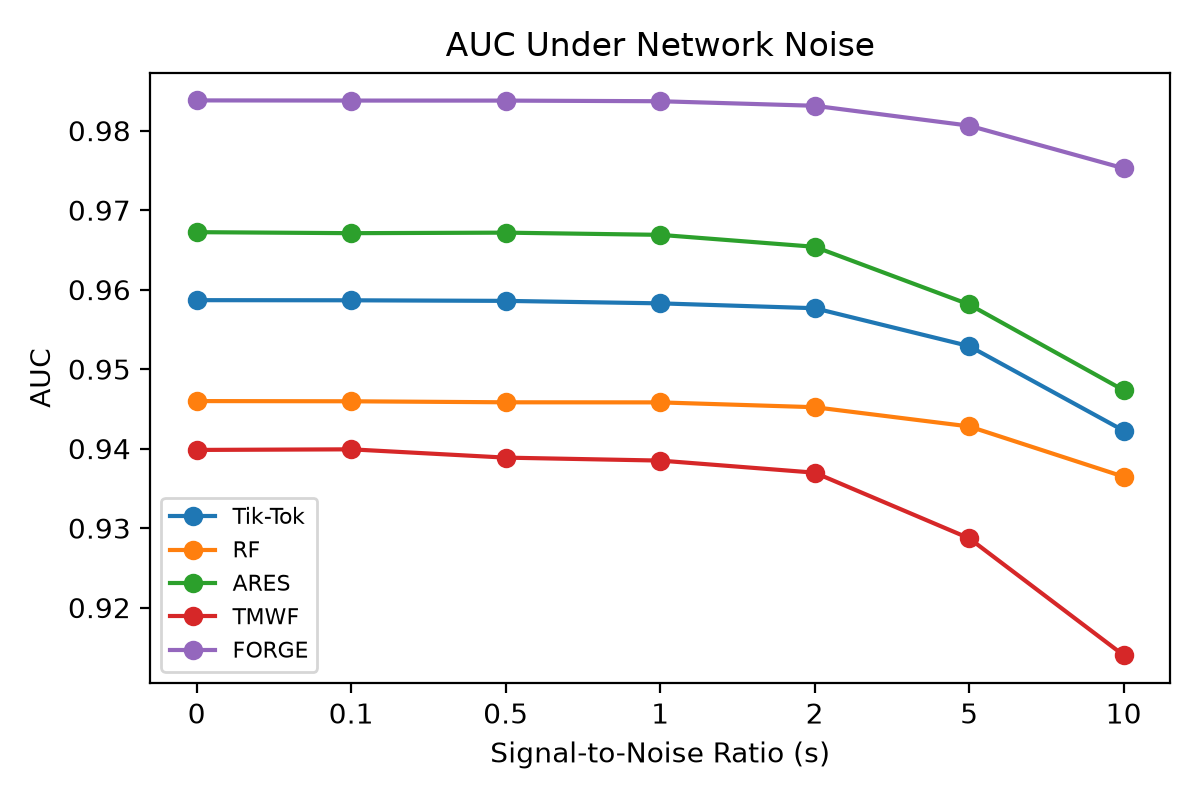 AUC Under Network Noise
AUC
0.98
0.97
0.96
0.95
0.94
0.93
0.92
Tik-Tok
RF
ARES
TMWF
FORGE
0 0.1 0.5 1 2 5 10
Signal-to-Noise Ratio (s)